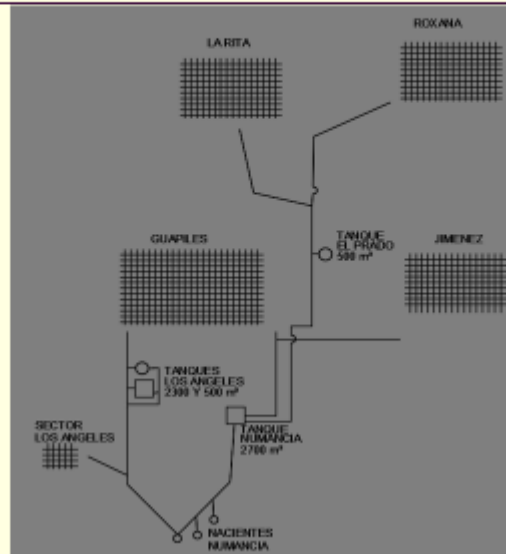 ROXANA
LA RITA
TANQUE
EL PRADO
500 m³
GUAPILES
JIMENEZ
TANQUES
LOS ANGELES
2300 Y 500 m³
SECTOR
LOS ANGELES
TANQUE
NUMANCIA
2700 m³
NACIENTES
NUMANCIA